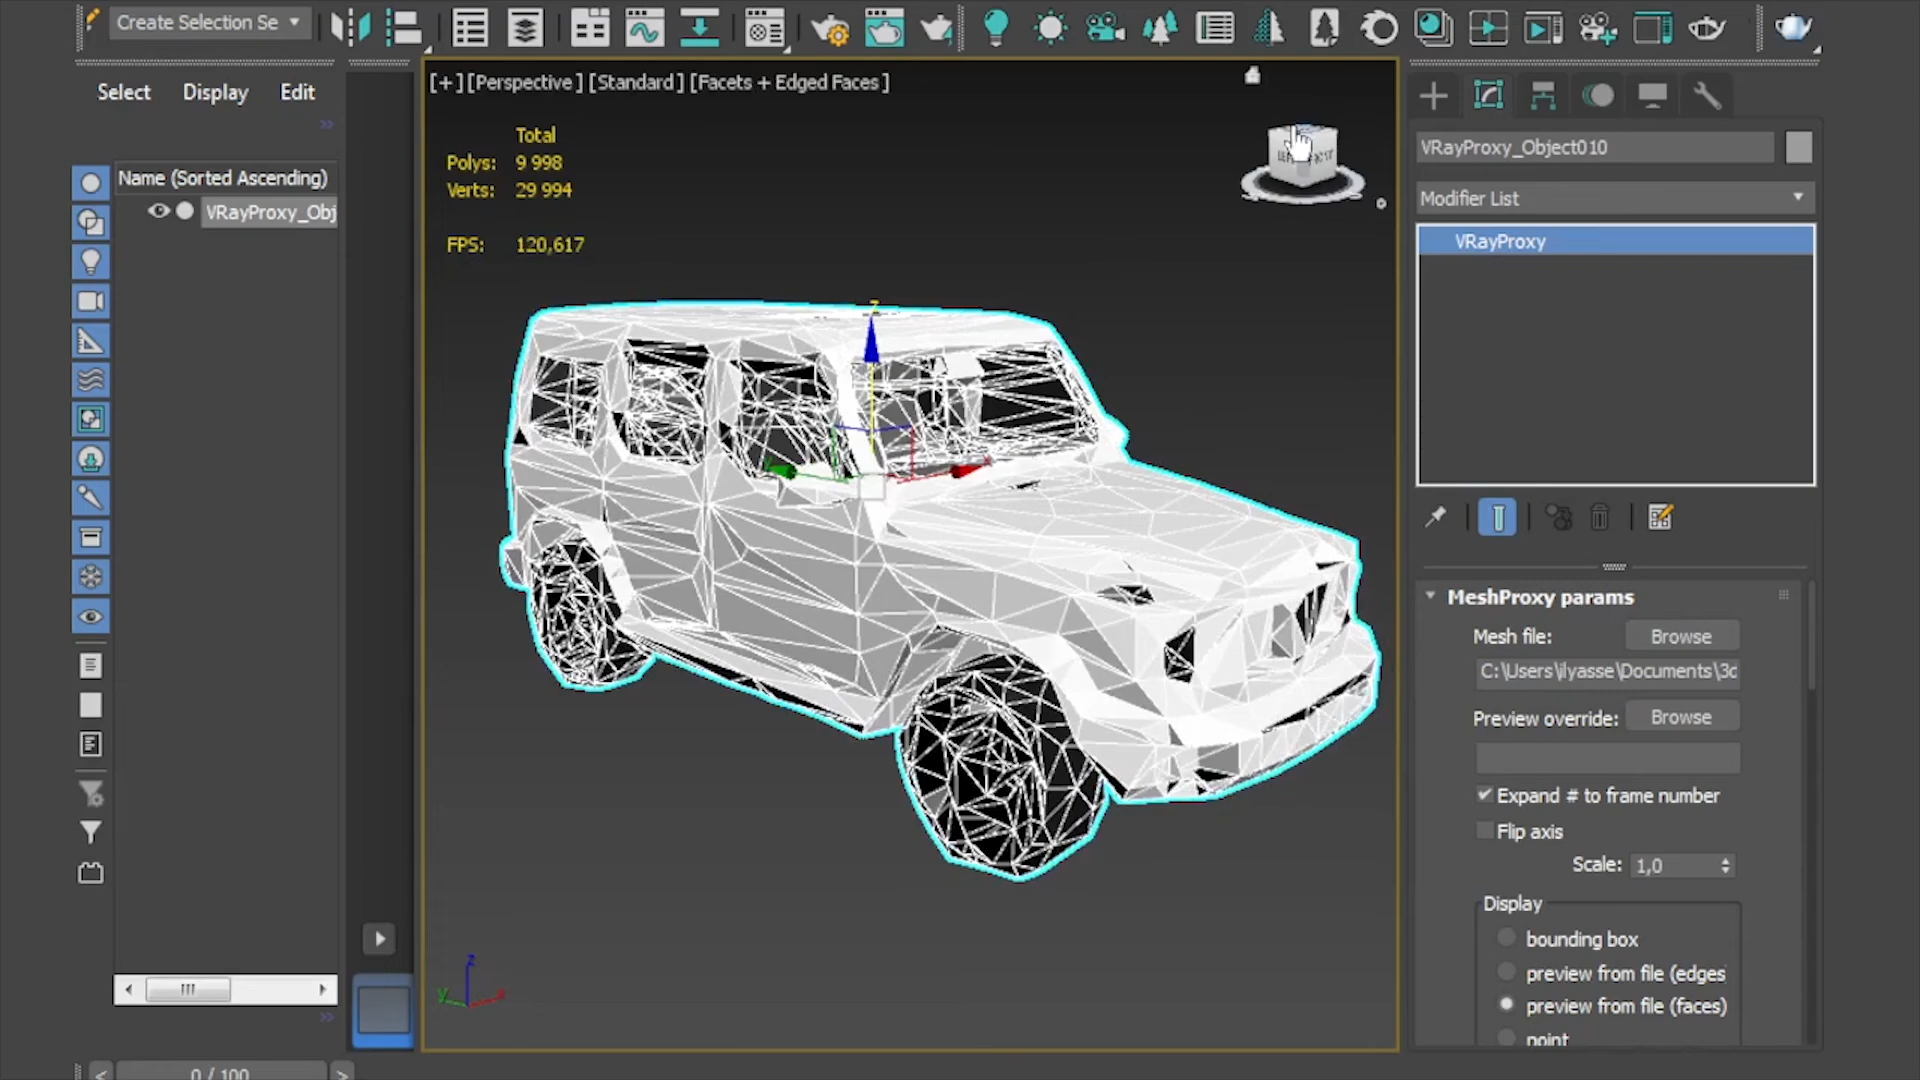 Create Selection Se
Select Display Edit
Name (Sorted Ascending)
VRayProxy_Obj
[+] [Perspective] [Standard] [Facets + Edged Faces]
Total
Polys: 9 998
Verts: 29 994
FPS: 120,617
z
z
y
x
VRayProxy_Object010
Modifier List
VRayProxy
MeshProxy params
Mesh file: Browse
C:\Users\ilyasse\Documents\3d
Preview override: Browse
Expand # to frame number
Flip axis
Scale: 1,0
Display
bounding box
preview from file (edges
preview from file (faces)
point
0 / 100